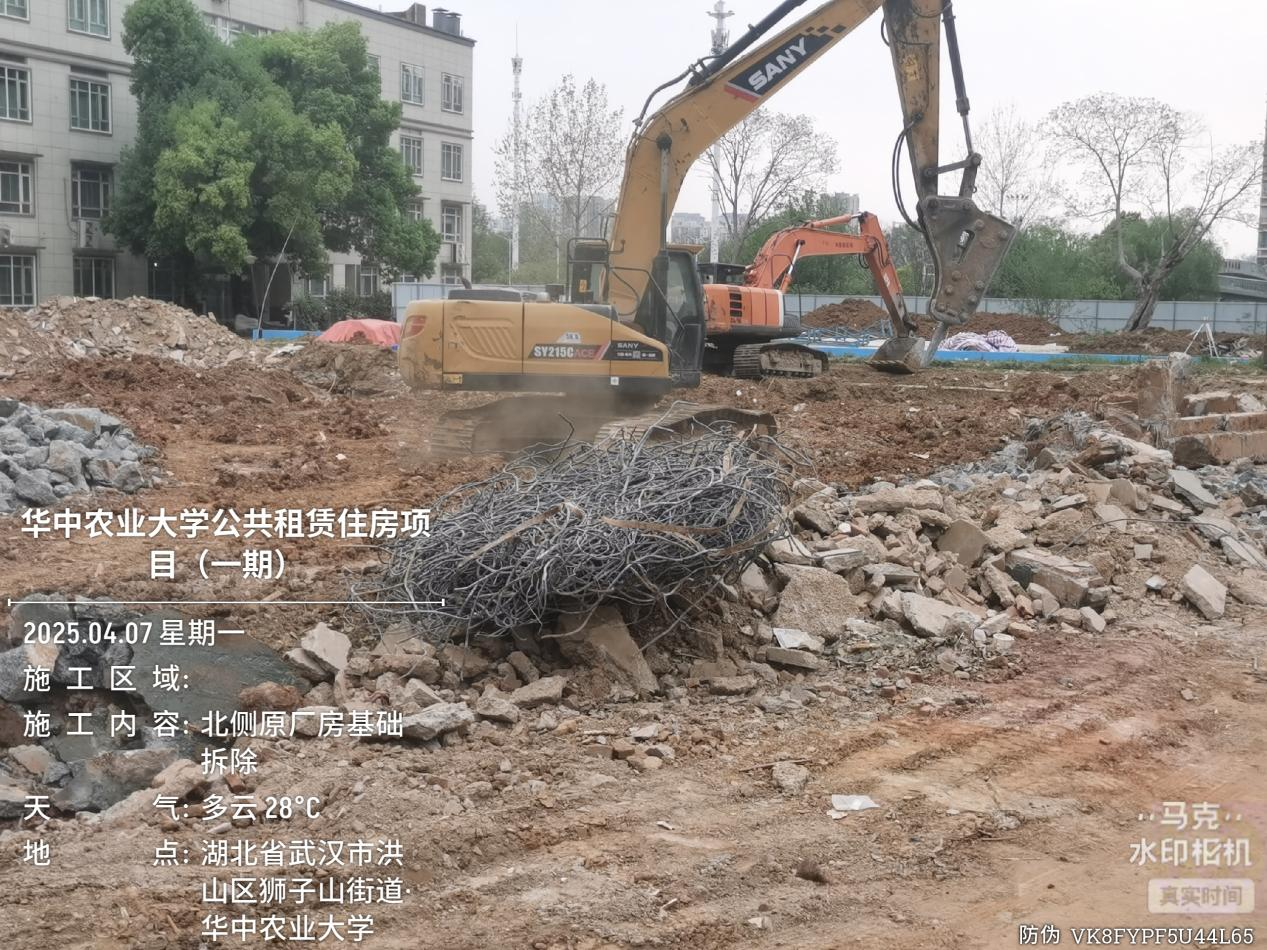 SANY
SY215C ACE
SANY
华中农业大学公共租赁住房项
目（一期）
2025.04.07 星期一
施工区域:
施工内容: 北侧原厂房基础
拆除
天气: 多云 28°C
地点: 湖北省武汉市洪
山区狮子山街道·
华中农业大学
马克
水印相机
真实时间
防伪 VK8FYPF5U44L65